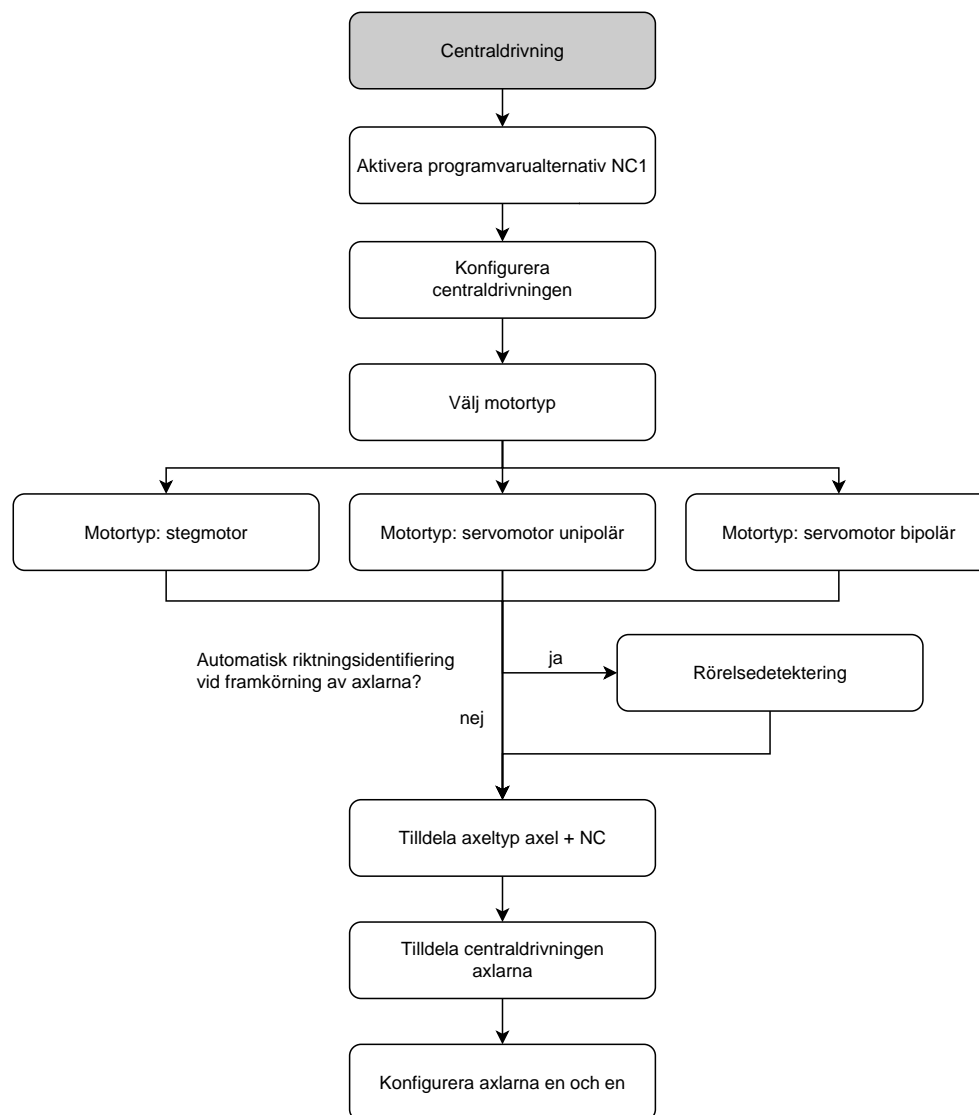 Centraldrivning
Aktivera programvarualternativ NC1
Konfigurera
centraldrivningen
Välj motortyp
Motortyp: stegmotor
Motortyp: servomotor unipolär
Motortyp: servomotor bipolär
Automatisk riktningsidentifiering
vid framkörning av axlarna?
ja
Rörelsedetektering
nej
Tilldela axeltyp axel + NC
Tilldela centraldrivningen
axlarna
Konfigurera axlarna en och en